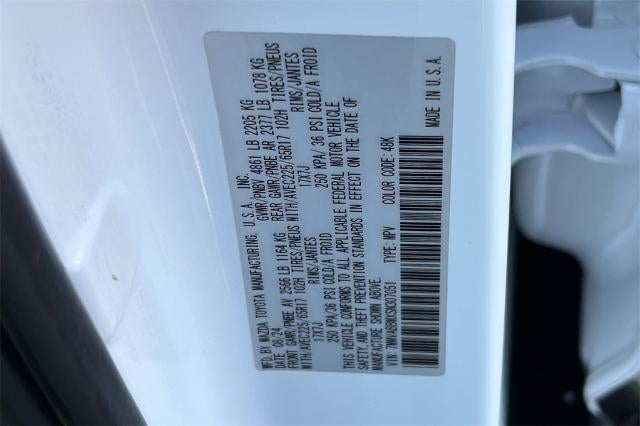 MFD BY MAZDA TOYOTA MANUFACTURING, U.S.A., INC.
DATE 06/24 GVWR/PNBV 4861 LB 2205 KG
FRONT GAWR/PNBE AV 2566 LB 1164 KG REAR GAWR/PNBE AR 2377 LB 1078 KG
WITH/AVEC225/65R17 102H TIRES/PNEUS WITH/AVEC225/65R17 102H TIRES/PNEUS
17X7J RIMS/JANTES 17X7J RIMS/JANTES
250 KPA/36 PSI COLD/A FROID 250 KPA/36 PSI COLD/A FROID
THIS VEHICLE CONFORMS TO ALL APPLICABLE FEDERAL MOTOR VEHICLE
SAFETY AND THEFT PREVENTION STANDARDS IN EFFECT ON THE DATE OF
MANUFACTURE SHOWN ABOVE.
TYPE: MPV COLOR CODE: 48K
MADE IN U.S.A.